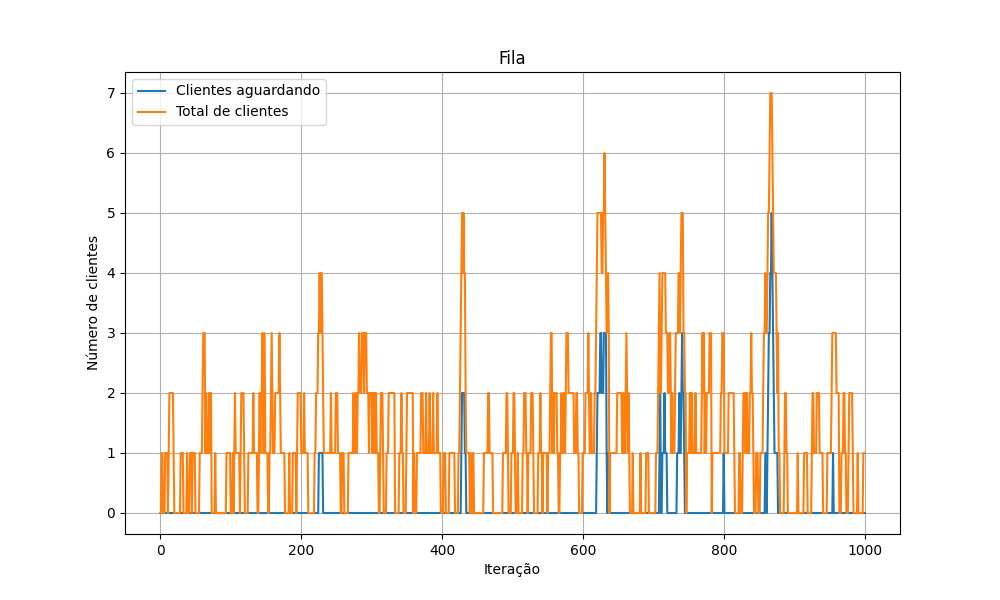 Fila
Clientes aguardando
Total de clientes
Número de clientes
7
6
5
4
3
2
1
0
0 200 400 600 800 1000
Iteração